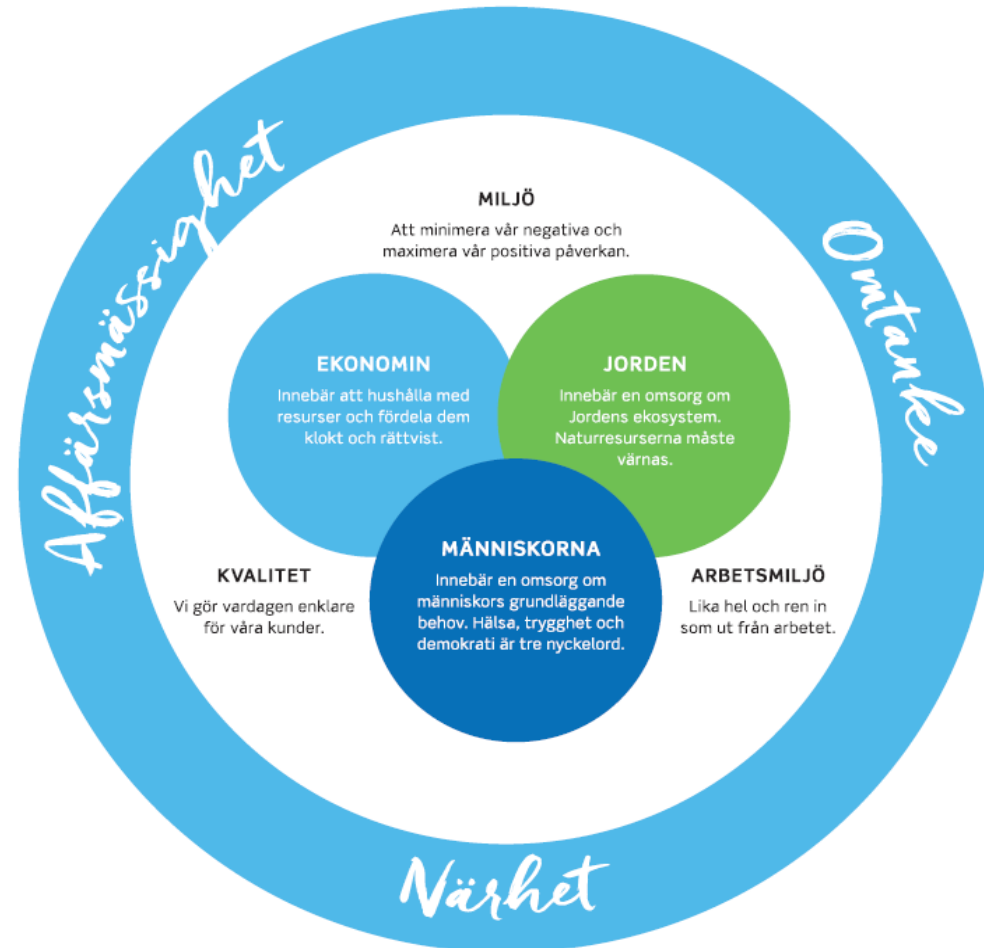 Affärsmässighet
Omtanke
MILJÖ
Att minimera vår negativa och
maximera vår positiva påverkan.
EKONOMIN
Innebär att hushålla med
resurser och fördela dem
klokt och rättvist.
JORDEN
Innebär en omsorg om
Jordens ekosystem.
Naturresurserna måste
värnas.
MÄNNISKORNA
Innebär en omsorg om
människors grundläggande
behov. Hälsa, trygghet och
demokrati är tre nyckelord.
KVALITET
Vi gör vardagen enklare
för våra kunder.
ARBETSMILJÖ
Lika hel och ren in
som ut från arbetet.
Närhet